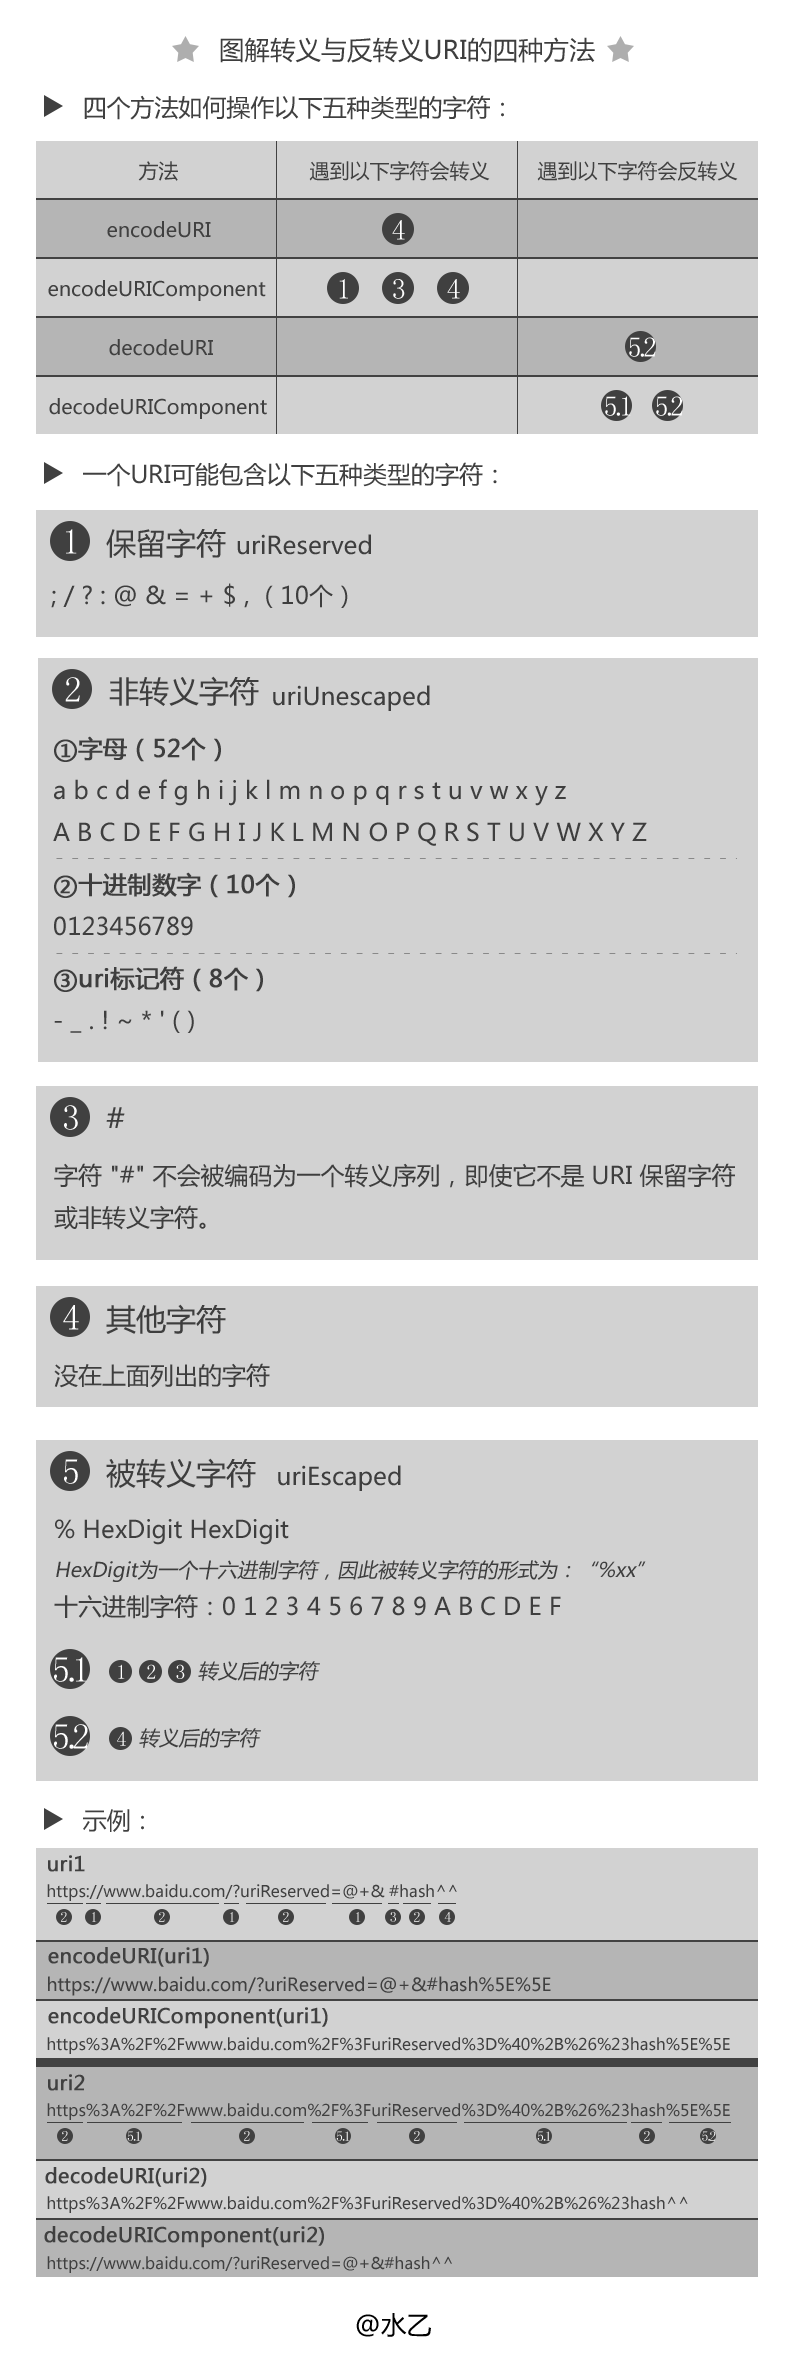 图解转义与反转义URI的四种方法
四个方法如何操作以下五种类型的字符：
方法 遇到以下字符会转义 遇到以下字符会反转义
encodeURI ④
encodeURIComponent ① ③ ④
decodeURI 5.2
decodeURIComponent 5.1 5.2
一个URI可能包含以下五种类型的字符：
1 保留字符 uriReserved
; / ? : @ & = + $ , （10个）
2 非转义字符 uriUnescaped
①字母（52个）
a b c d e f g h i j k l m n o p q r s t u v w x y z
A B C D E F G H I J K L M N O P Q R S T U V W X Y Z
②十进制数字（10个）
0123456789
③uri标记符（8个）
- _ . ! ~ * ' ( )
3 #
字符 "#" 不会被编码为一个转义序列，即使它不是 URI 保留字符
或非转义字符。
4 其他字符
没在上面列出的字符
5 被转义字符 uriEscaped
% HexDigit HexDigit
HexDigit为一个十六进制字符，因此被转义字符的形式为：“%xx”
十六进制字符：0 1 2 3 4 5 6 7 8 9 A B C D E F
5.1 1 2 3 转义后的字符
5.2 4 转义后的字符
示例：
uri1
https://www.baidu.com/?uriReserved=@+& #hash^^
2 1 2 1 2 1 3 2 4
encodeURI(uri1)
https://www.baidu.com/?uriReserved=@+&#hash%5E%5E
encodeURIComponent(uri1)
https%3A%2F%2Fwww.baidu.com%2F%3FuriReserved%3D%40%2B%26%23hash%5E%5E
uri2
https%3A%2F%2Fwww.baidu.com%2F%3FuriReserved%3D%40%2B%26%23hash%5E%5E
2 5.1 2 5.1 2 5.1 2 5.2
decodeURI(uri2)
https%3A%2F%2Fwww.baidu.com%2F%3FuriReserved%3D%40%2B%26%23hash^^
decodeURIComponent(uri2)
https://www.baidu.com/?uriReserved=@+&#hash^^
@水乙